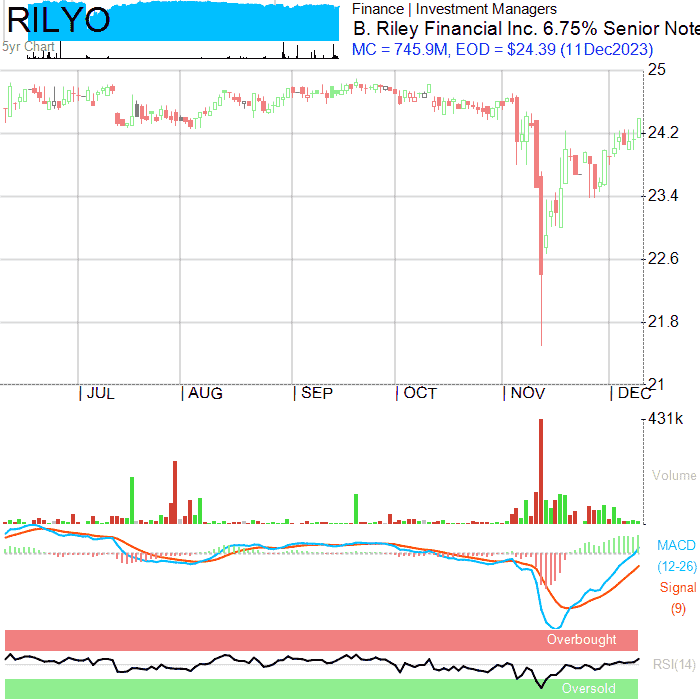 RILYO
5yr Chart
Finance | Investment Managers
B. Riley Financial Inc. 6.75% Senior Note
MC = 745.9M, EOD = $24.39 (11Dec2023)
25
24.2
23.4
22.6
21.8
21
JUL AUG SEP OCT NOV DEC
431k
Volume
MACD
(12-26)
Signal
(9)
Overbought
RSI(14)
Oversold